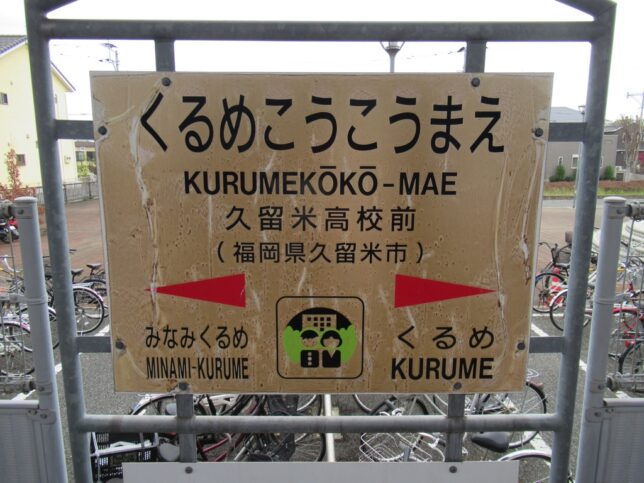 くるめこうこうまえ
KURUMEKŌKŌ-MAE
久留米高校前
(福岡県久留米市)
みなみくるめ
MINAMI-KURUME
くるめ
KURUME